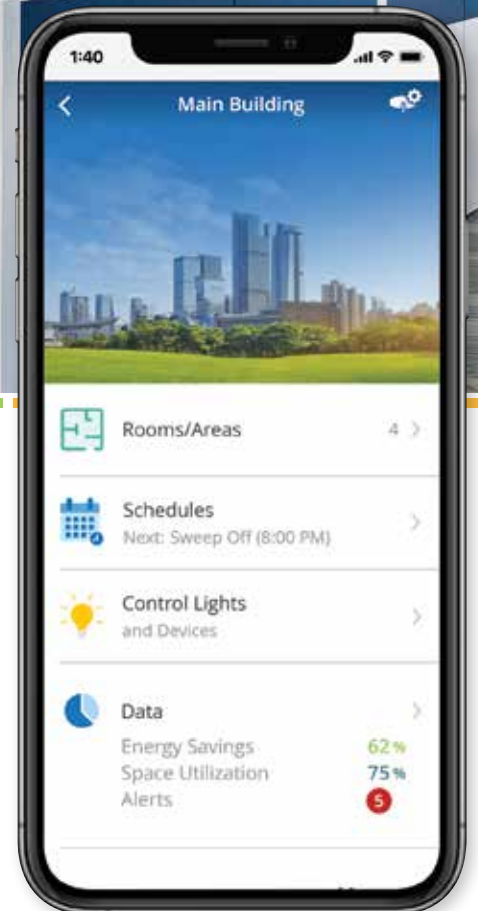 1:40
Main Building
Rooms/Areas 4
Schedules
Next: Sweep Off (8:00 PM)
Control Lights
and Devices
Data
Energy Savings 62%
Space Utilization 75%
Alerts 5